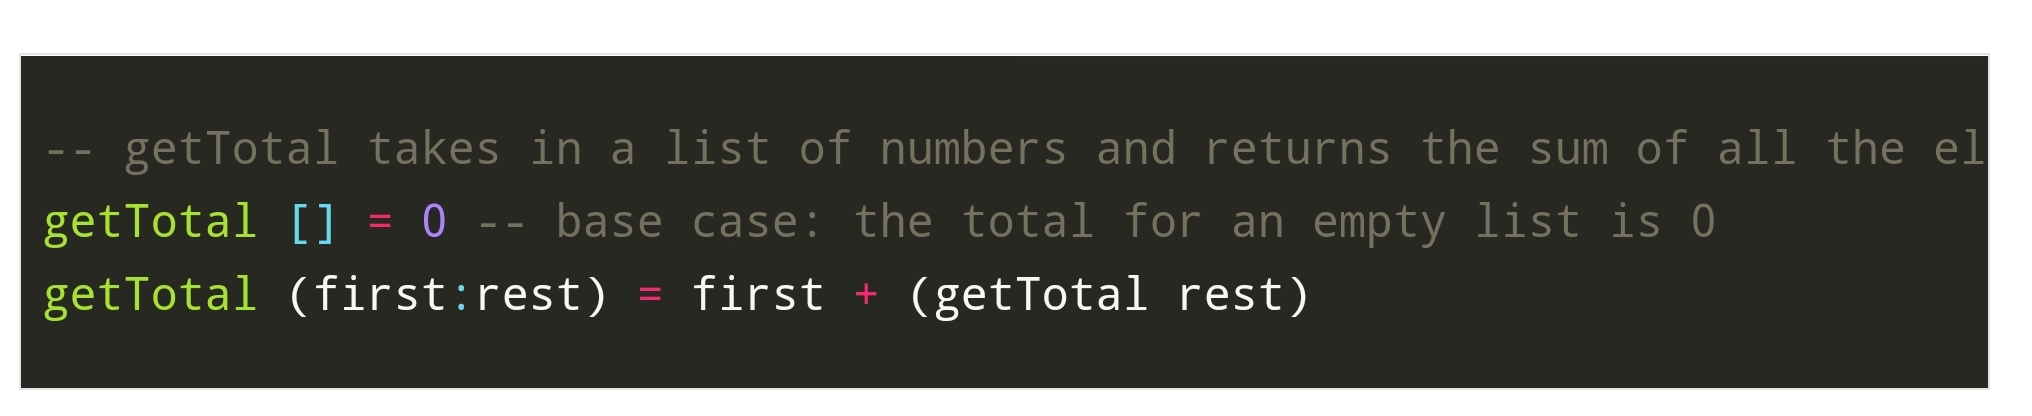 -- getTotal takes in a list of numbers and returns the sum of all the el
getTotal [] = 0 -- base case: the total for an empty list is 0
getTotal (first:rest) = first + (getTotal rest)